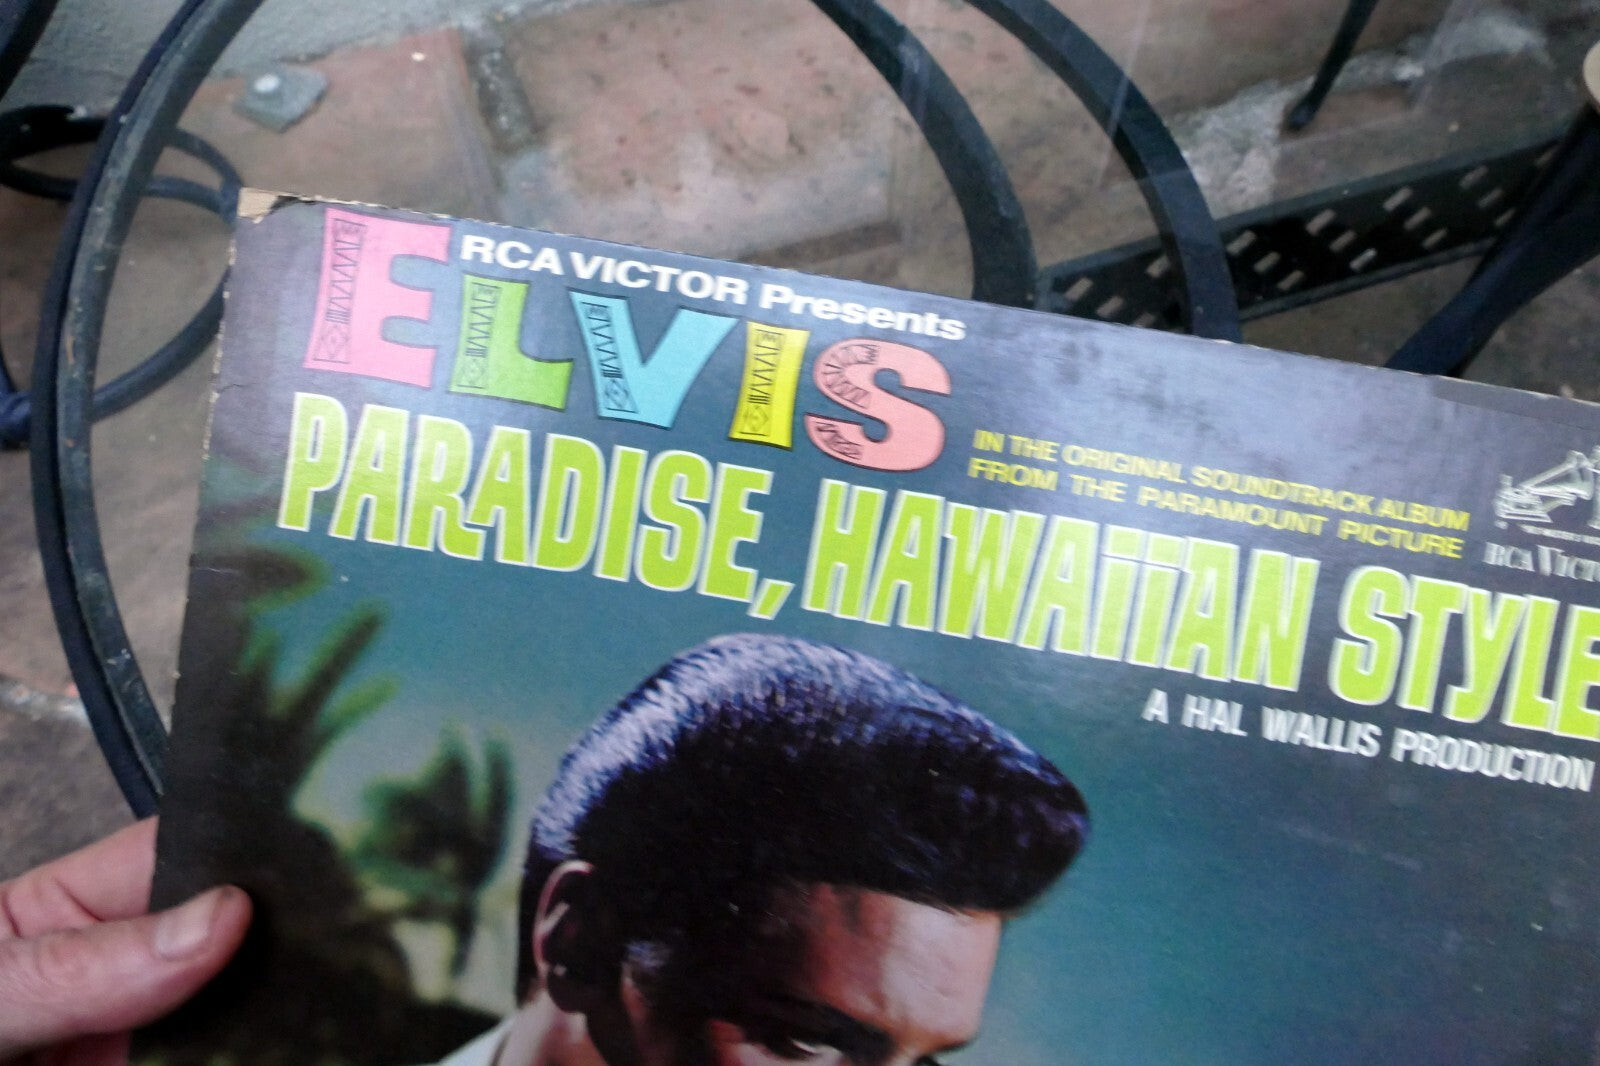 RCA VICTOR Presents
ELVIS
IN THE ORIGINAL SOUNDTRACK ALBUM
FROM THE PARAMOUNT PICTURE
PARADISE, HAWAIIAN STYLE
A HAL WALLIS PRODUCTION